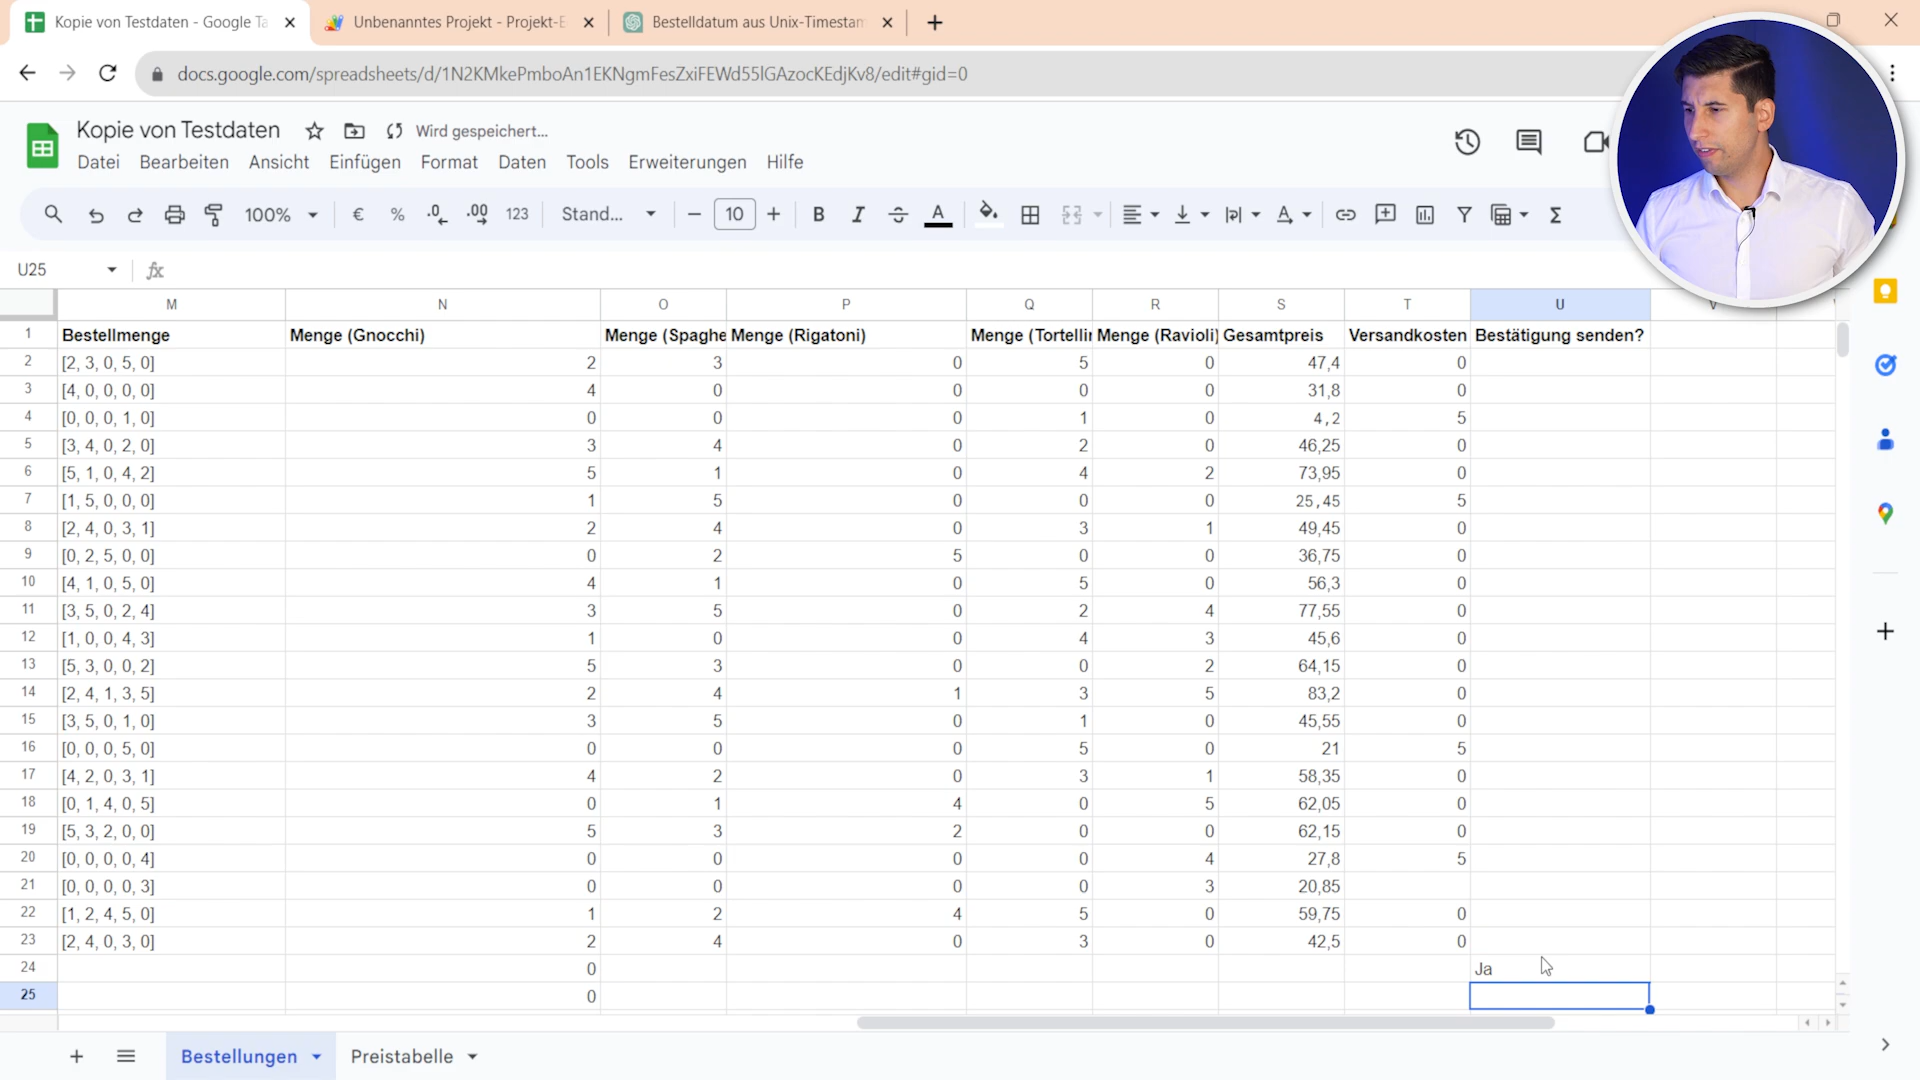 Kopie von Testdaten - Google Ta
Unbenanntes Projekt - Projekt-E
Bestelldatum aus Unix-Timestam
docs.google.com/spreadsheets/d/1N2KMkePmboAn1EKNgmFesZxiFEWd55lGAzocKEdjKv8/edit#gid=0
Kopie von Testdaten Wird gespeichert...
Datei Bearbeiten Ansicht Einfügen Format Daten Tools Erweiterungen Hilfe
100% € % .0 .00 123 Stand... 10 B I A
U25 fx
M N O P Q R S T U
1 Bestellmenge Menge (Gnocchi) Menge (Spaghe Menge (Rigatoni) Menge (Tortellin Menge (Ravioli) Gesamtpreis Versandkosten Bestätigung senden?
2 [2, 3, 0, 5, 0] 2 3 0 5 0 47,4 0
3 [4, 0, 0, 0, 0] 4 0 0 0 0 31,8 0
4 [0, 0, 0, 1, 0] 0 0 0 1 0 4,2 5
5 [3, 4, 0, 2, 0] 3 4 0 2 0 46,25 0
6 [5, 1, 0, 4, 2] 5 1 0 4 2 73,95 0
7 [1, 5, 0, 0, 0] 1 5 0 0 0 25,45 5
8 [2, 4, 0, 3, 1] 2 4 0 3 1 49,45 0
9 [0, 2, 5, 0, 0] 0 2 5 0 0 36,75 0
10 [4, 1, 0, 5, 0] 4 1 0 5 0 56,3 0
11 [3, 5, 0, 2, 4] 3 5 0 2 4 77,55 0
12 [1, 0, 0, 4, 3] 1 0 0 4 3 45,6 0
13 [5, 3, 0, 0, 2] 5 3 0 0 2 64,15 0
14 [2, 4, 1, 3, 5] 2 4 1 3 5 83,2 0
15 [3, 5, 0, 1, 0] 3 5 0 1 0 45,55 0
16 [0, 0, 0, 5, 0] 0 0 0 5 0 21 5
17 [4, 2, 0, 3, 1] 4 2 0 3 1 58,35 0
18 [0, 1, 4, 0, 5] 0 1 4 0 5 62,05 0
19 [5, 3, 2, 0, 0] 5 3 2 0 0 62,15 0
20 [0, 0, 0, 0, 4] 0 0 0 0 4 27,8 5
21 [0, 0, 0, 0, 3] 0 0 0 0 3 20,85
22 [1, 2, 4, 5, 0] 1 2 4 5 0 59,75 0
23 [2, 4, 0, 3, 0] 2 4 0 3 0 42,5 0
24 0 Ja
25 0
Bestellungen Preistabelle